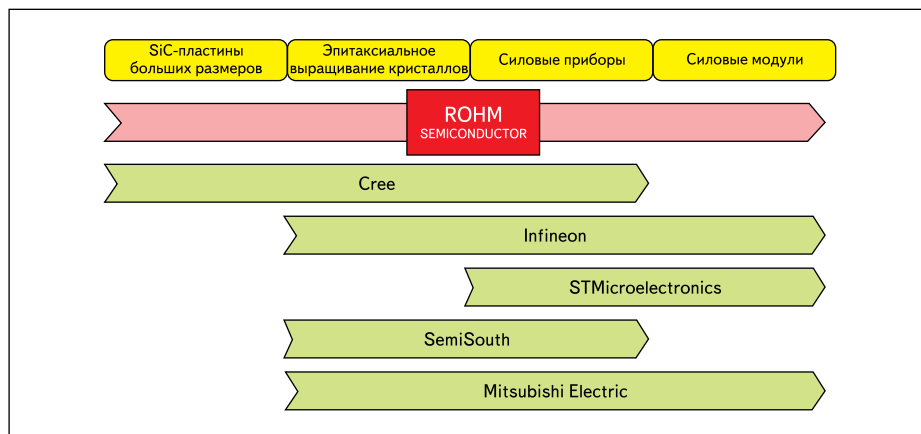 SiC-пластины
больших размеров
Эпитаксиальное
выращивание кристаллов
Силовые приборы
Силовые модули
ROHM
SEMICONDUCTOR
Cree
Infineon
STMicroelectronics
SemiSouth
Mitsubishi Electric